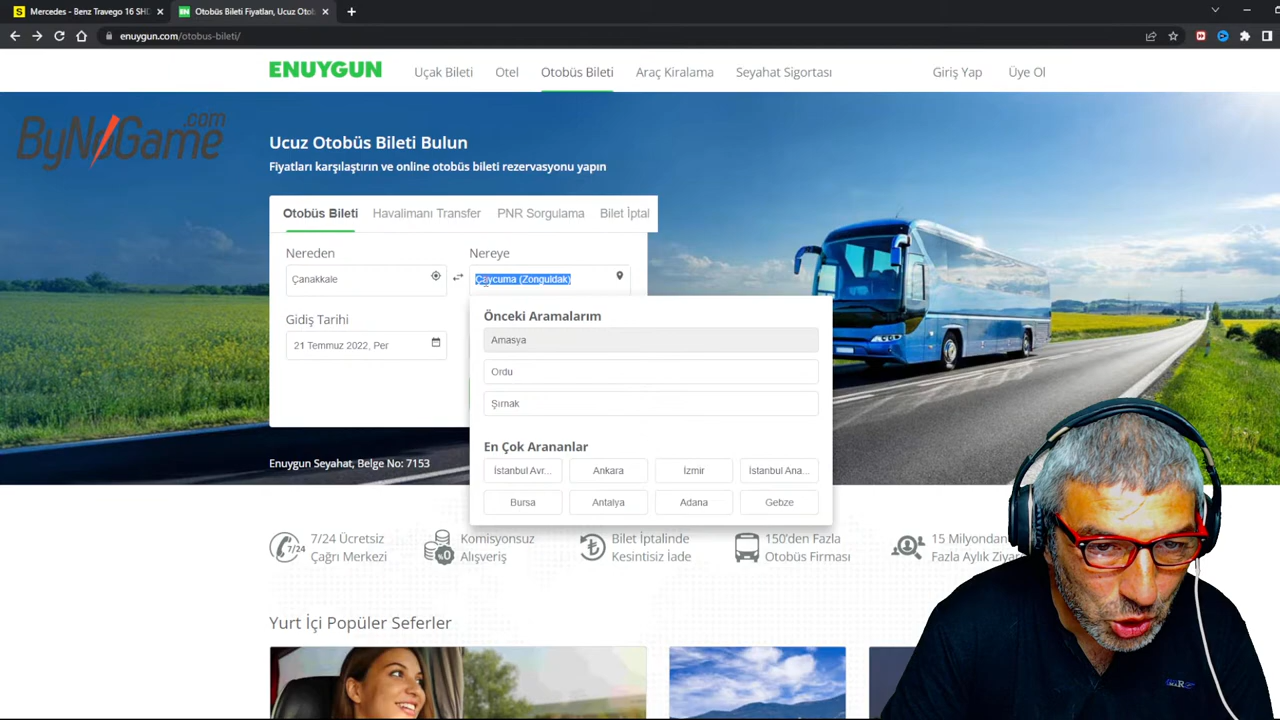 Mercedes - Benz Travego 16 SHD
Otobüs Bileti Fiyatları, Ucuz Otob
enuygun.com/otobus-bileti/
ENUYGUN
Uçak Bileti
Otel
Otobüs Bileti
Araç Kiralama
Seyahat Sigortası
Giriş Yap
Üye Ol
ByNoGame.com
Ucuz Otobüs Bileti Bulun
Fiyatları karşılaştırın ve online otobüs bileti rezervasyonu yapın
Otobüs Bileti
Havalimanı Transfer
PNR Sorgulama
Bilet İptal
Nereden
Nereye
Çanakkale
Çaycuma (Zonguldak)
Gidiş Tarihi
21 Temmuz 2022, Per
Önceki Aramalarım
Amasya
Ordu
Şırnak
En Çok Arananlar
İstanbul Avr...
Ankara
İzmir
İstanbul Ana...
Bursa
Antalya
Adana
Gebze
Enuygun Seyahat, Belge No: 7153
7/24
7/24 Ücretsiz
Çağrı Merkezi
%0
Komisyonsuz
Alışveriş
Bilet İptalinde
Kesintisiz İade
150'den Fazla
Otobüs Firması
15 Milyondan
Fazla Aylık Ziyar
Yurt İçi Popüler Seferler